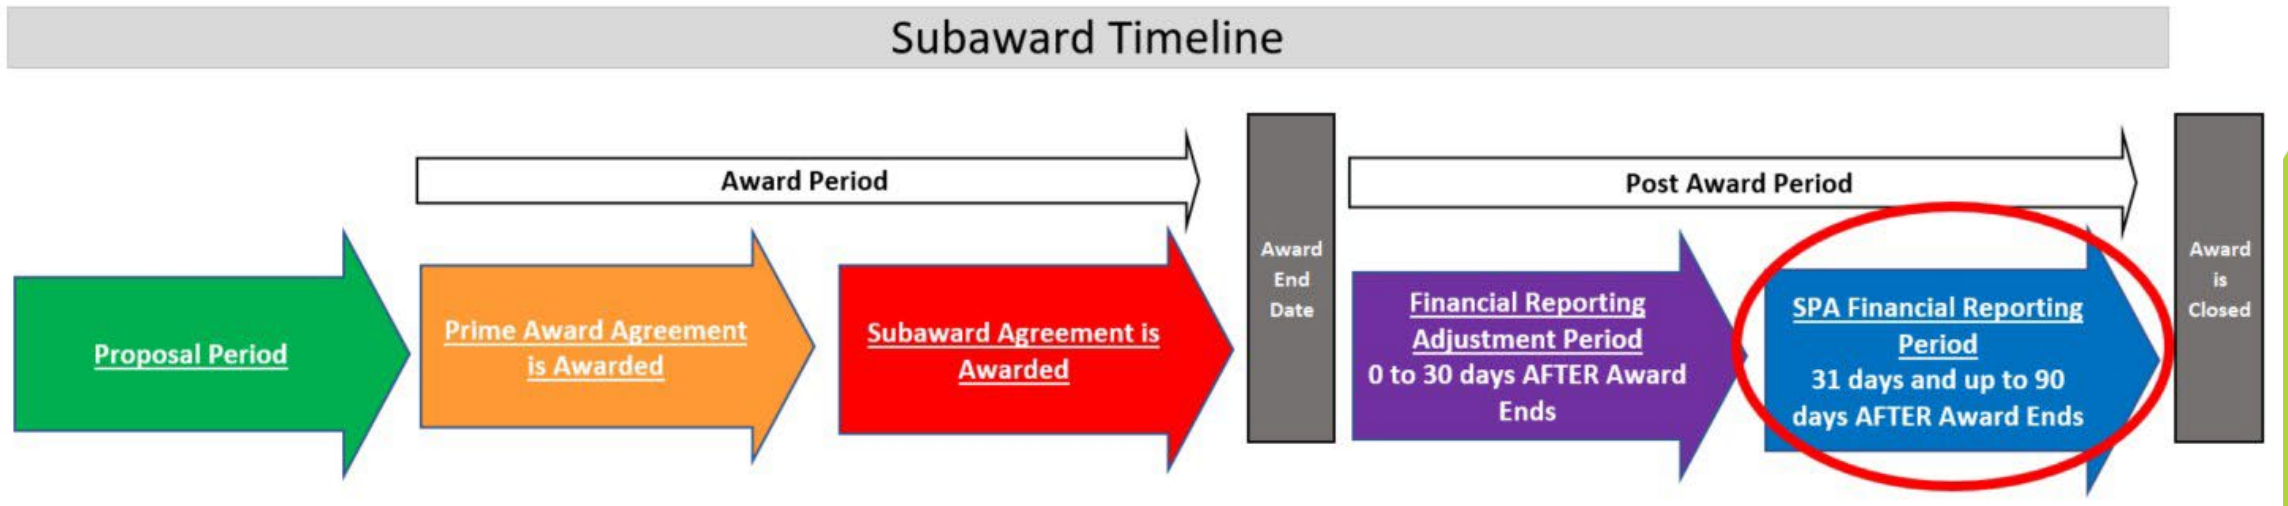 Subaward Timeline
Award Period
Post Award Period
Proposal Period
Prime Award Agreement
is Awarded
Subaward Agreement is
Awarded
Award
End
Date
Financial Reporting
Adjustment Period
0 to 30 days AFTER Award
Ends
SPA Financial Reporting
Period
31 days and up to 90
days AFTER Award Ends
Award
is
Closed